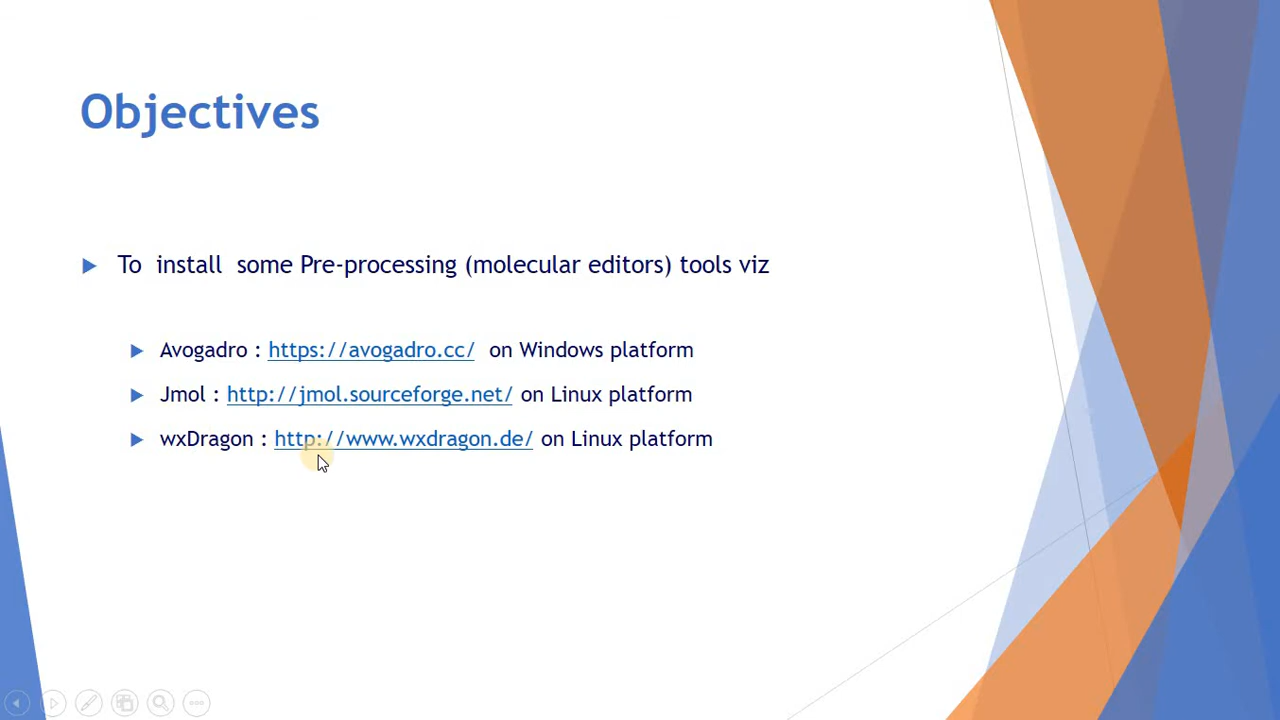 Objectives
To install some Pre-processing (molecular editors) tools viz
Avogadro : https://avogadro.cc/ on Windows platform
Jmol : http://jmol.sourceforge.net/ on Linux platform
wxDragon : http://www.wxdragon.de/ on Linux platform